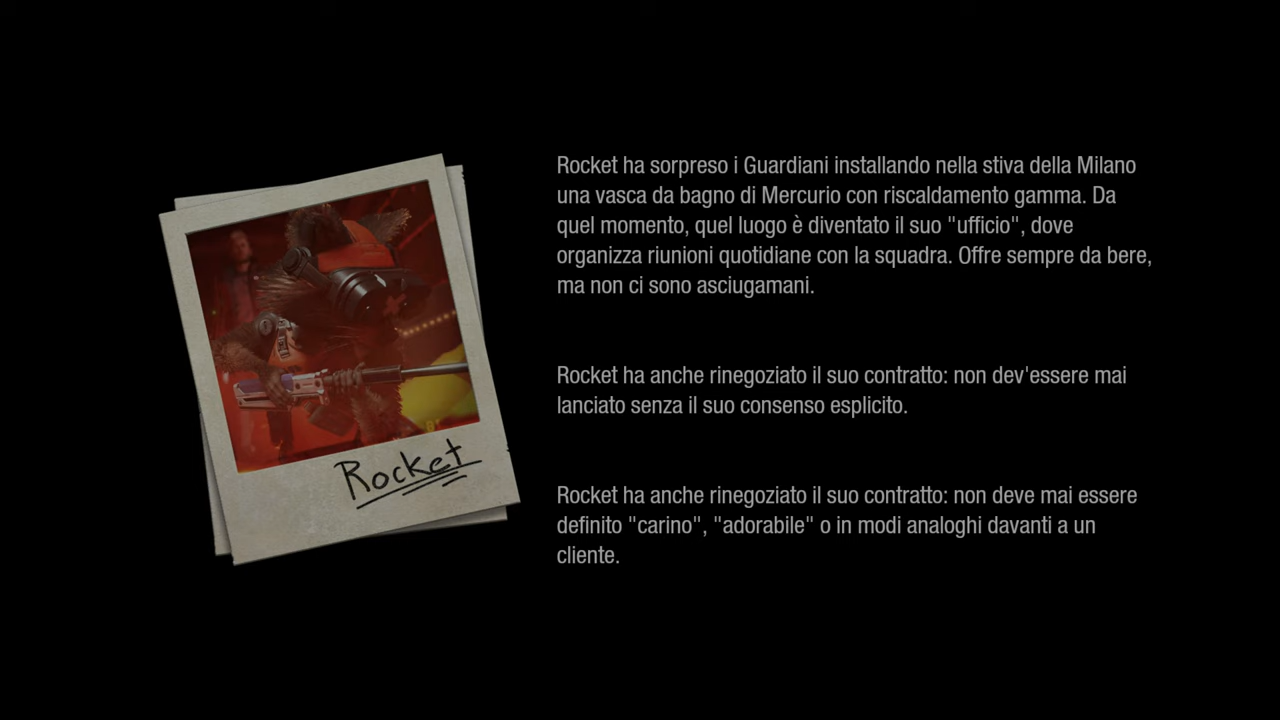 Rocket ha sorpreso i Guardiani installando nella stiva della Milano
una vasca da bagno di Mercurio con riscaldamento gamma. Da
quel momento, quel luogo è diventato il suo "ufficio", dove
organizza riunioni quotidiane con la squadra. Offre sempre da bere,
ma non ci sono asciugamani.
Rocket ha anche rinegoziato il suo contratto: non dev'essere mai
lanciato senza il suo consenso esplicito.
Rocket ha anche rinegoziato il suo contratto: non deve mai essere
definito "carino", "adorabile" o in modi analoghi davanti a un
cliente.
Rocket